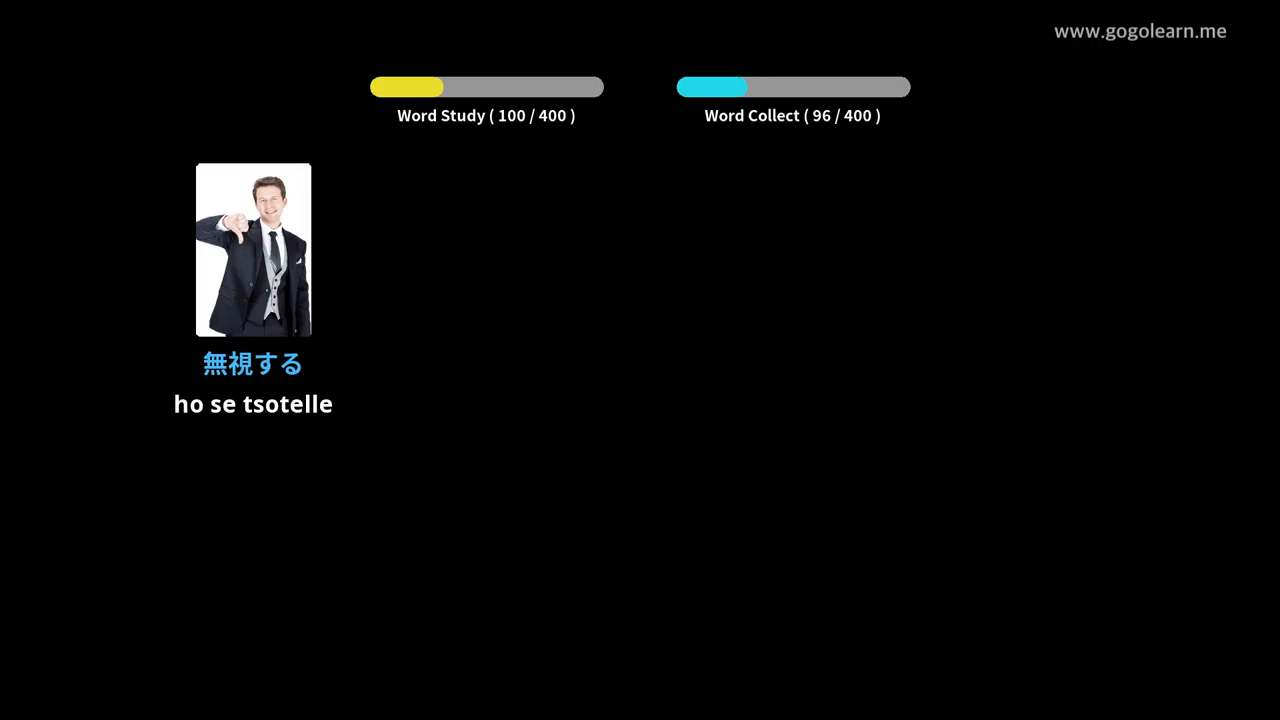 www.gogolearn.me
Word Study ( 100 / 400 )
Word Collect ( 96 / 400 )
無視する
ho se tsotelle